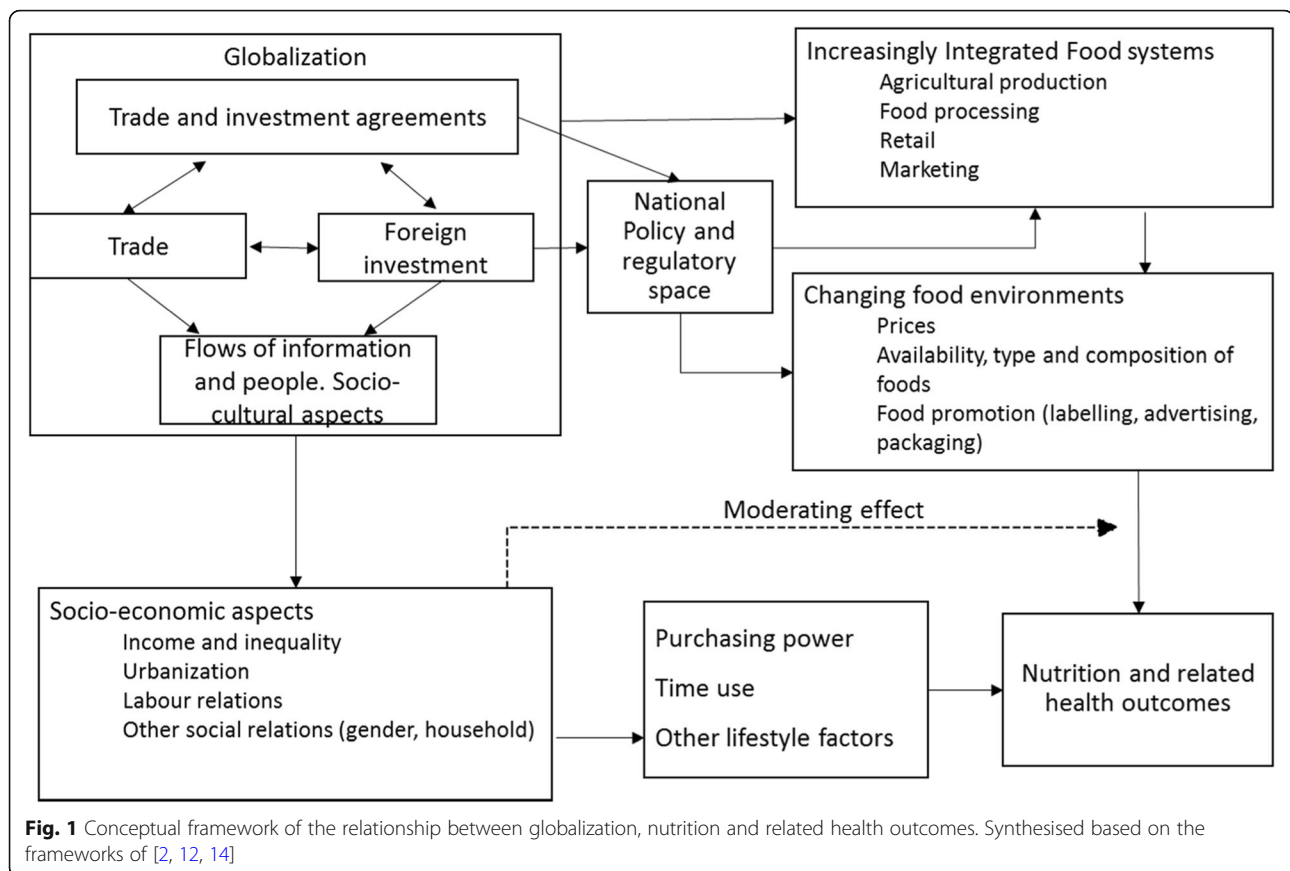 Globalization
Trade and investment agreements
Trade
Foreign
investment
Flows of information
and people. Socio-
cultural aspects
National
Policy and
regulatory
space
Increasingly Integrated Food systems
Agricultural production
Food processing
Retail
Marketing
Changing food environments
Prices
Availability, type and composition of
foods
Food promotion (labelling, advertising,
packaging)
Moderating effect
Socio-economic aspects
Income and inequality
Urbanization
Labour relations
Other social relations (gender, household)
Purchasing power
Time use
Other lifestyle factors
Nutrition and related
health outcomes
Fig. 1 Conceptual framework of the relationship between globalization, nutrition and related health outcomes. Synthesised based on the
frameworks of [2, 12, 14]